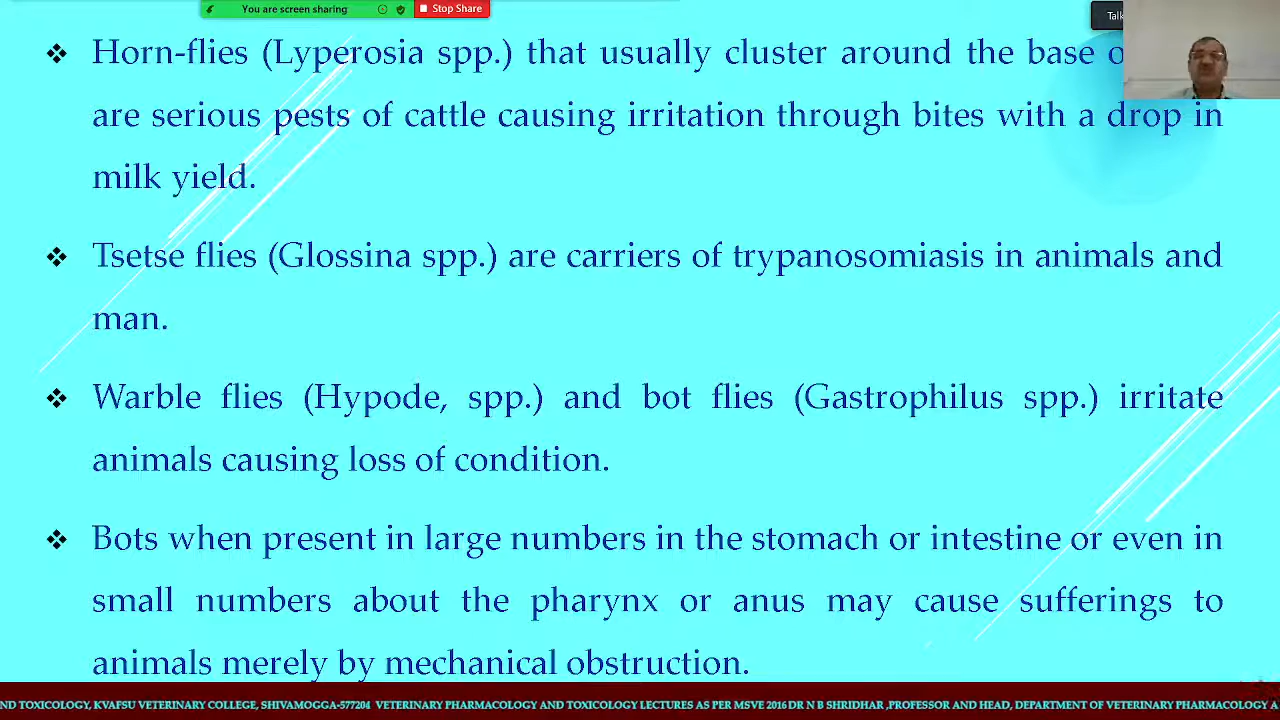 You are screen sharing
Stop Share
Horn-flies (Lyperosia spp.) that usually cluster around the base
are serious pests of cattle causing irritation through bites with a drop in
milk yield.
Tsetse flies (Glossina spp.) are carriers of trypanosomiasis in animals and
man.
Warble flies (Hypode, spp.) and bot flies (Gastrophilus spp.) irritate
animals causing loss of condition.
Bots when present in large numbers in the stomach or intestine or even in
small numbers about the pharynx or anus may cause sufferings to
animals merely by mechanical obstruction.
ND TOXICOLOGY, KVAFSU VETERINARY COLLEGE, SHIVAMOGGA-577204 VETERINARY PHARMACOLOGY AND TOXICOLOGY LECTURES AS PER MSVE 2016 DR N B SHRIDHAR ,PROFESSOR AND HEAD, DEPARTMENT OF VETERINARY PHARMACOLOGY A